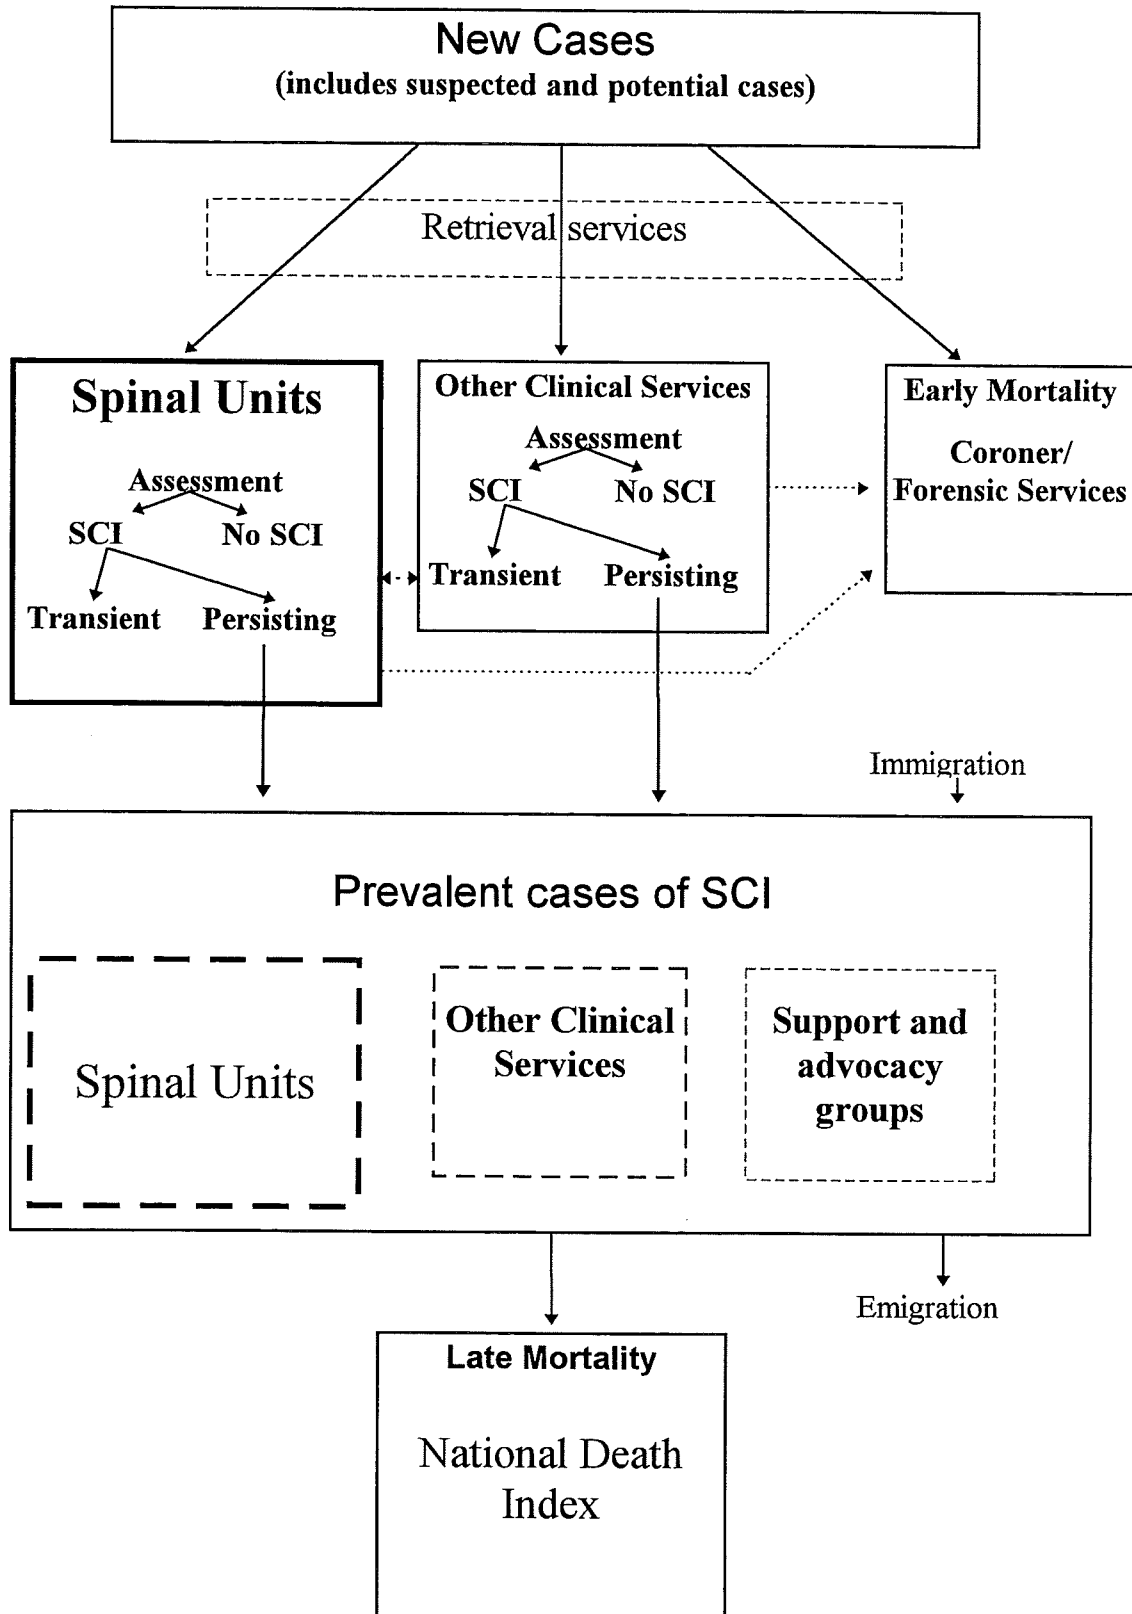 New Cases
(includes suspected and potential cases)
Retrieval services
Spinal Units
Assessment
SCI No SCI
Transient Persisting
Other Clinical Services
Assessment
SCI No SCI
Transient Persisting
Early Mortality
Coroner/
Forensic Services
Immigration
Prevalent cases of SCI
Spinal Units
Other Clinical
Services
Support and
advocacy
groups
Emigration
Late Mortality
National Death
Index